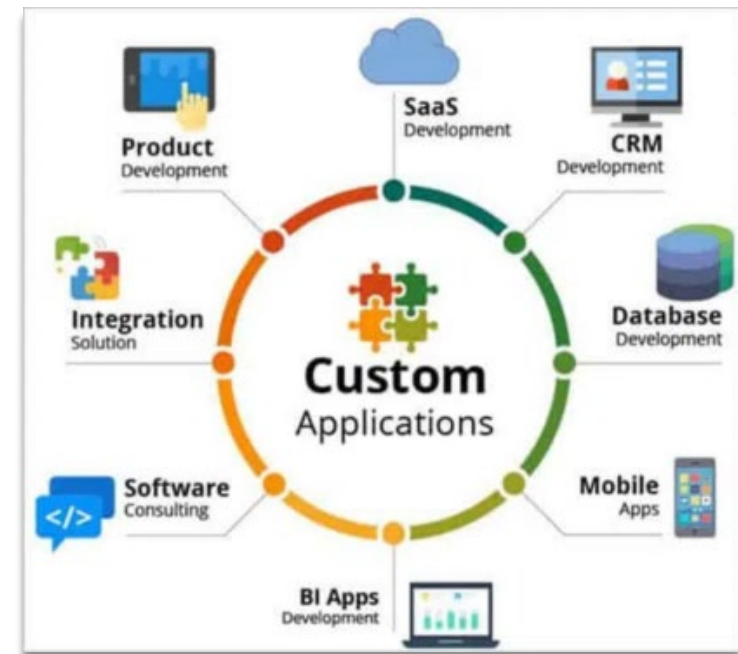 SaaS
Development
CRM
Development
Database
Development
Mobile
Apps
BI Apps
Development
Software
Consulting
</>
Integration
Solution
Product
Development
Custom
Applications